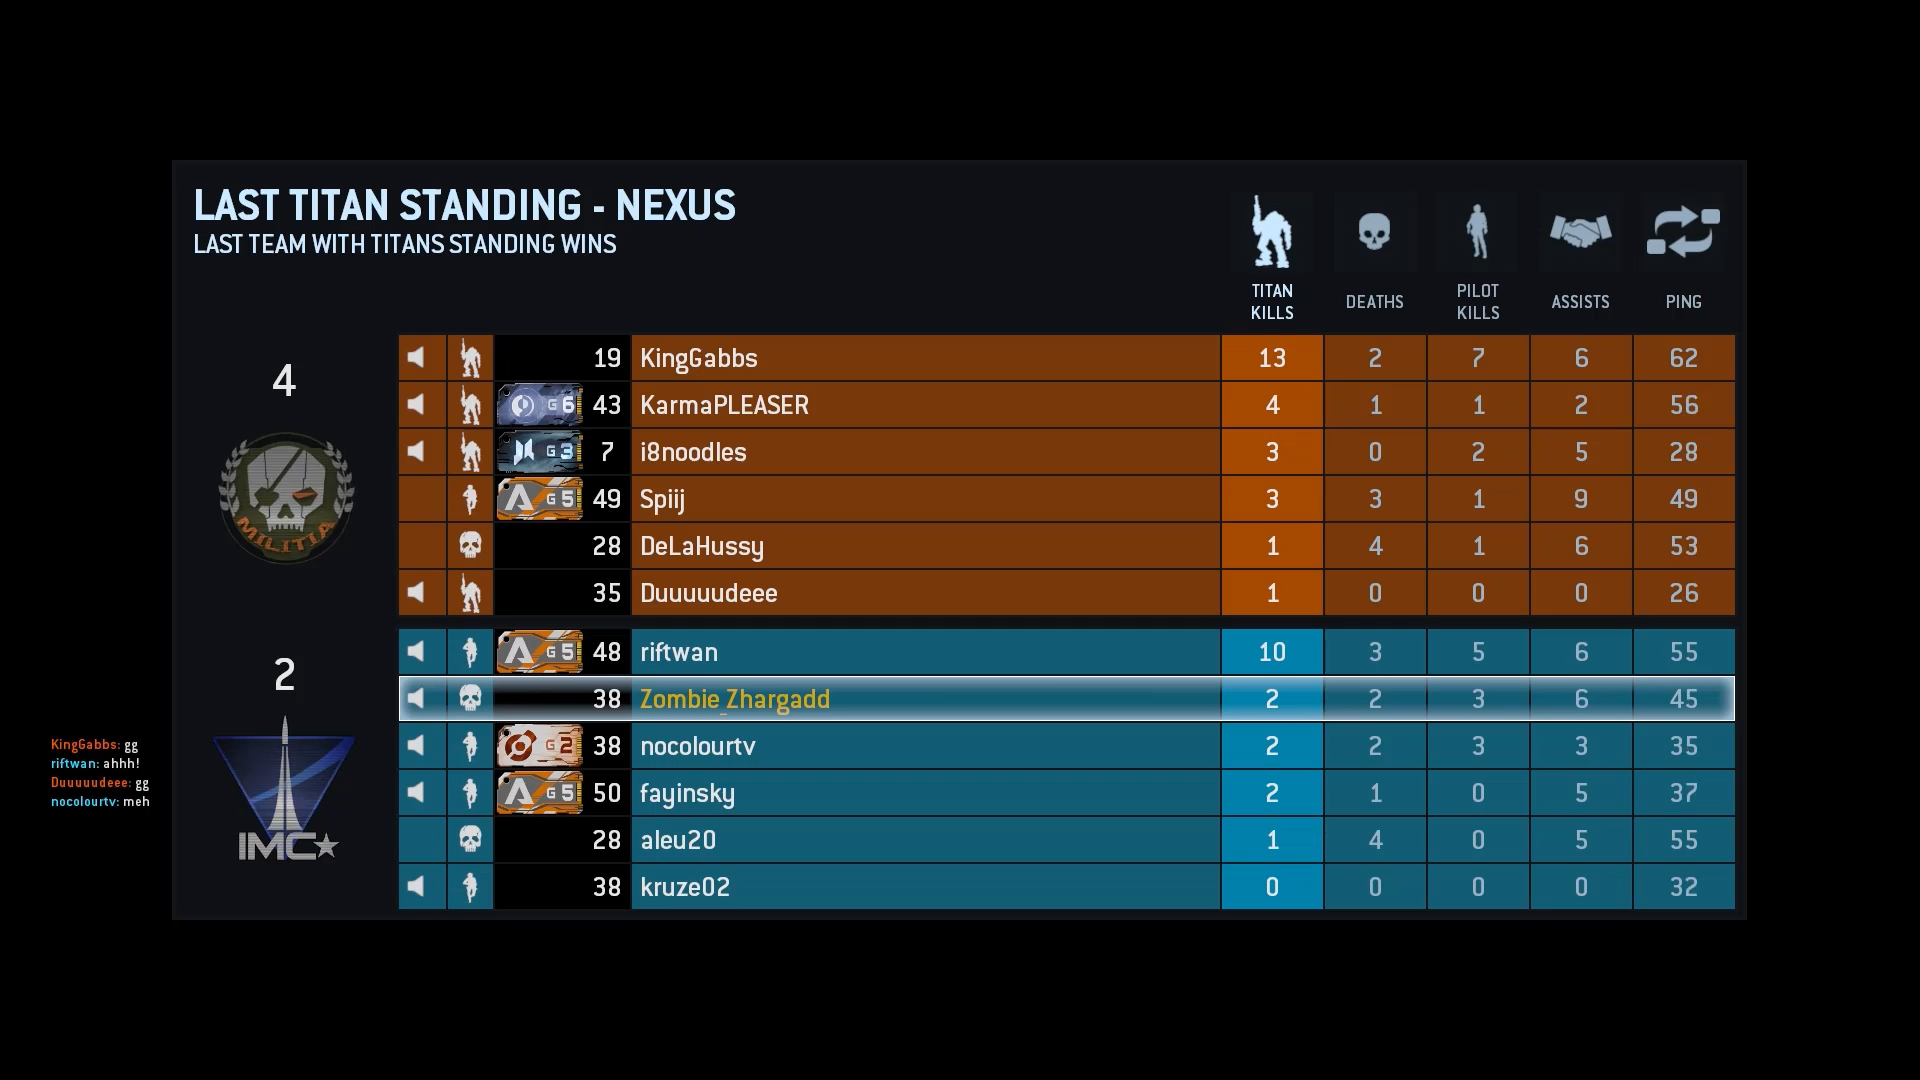 LAST TITAN STANDING - NEXUS
LAST TEAM WITH TITANS STANDING WINS
TITAN KILLS DEATHS PILOT KILLS ASSISTS PING
4
MILITIA
19 KingGabbs 13 2 7 6 62
G6 43 KarmaPLEASER 4 1 1 2 56
G3 7 i8noodles 3 0 2 5 28
G5 49 Spiij 3 3 1 9 49
28 DeLaHussy 1 4 1 6 53
35 Duuuuudeee 1 0 0 0 26
2
IMC
G5 48 riftwan 10 3 5 6 55
38 Zombie_Zhargadd 2 2 3 6 45
G2 38 nocolourtv 2 2 3 3 35
G5 50 fayinsky 2 1 0 5 37
28 aleu20 1 4 0 5 55
38 kruze02 0 0 0 0 32
KingGabbs: gg
riftwan: ahhh!
Duuuuudeee: gg
nocolourtv: meh